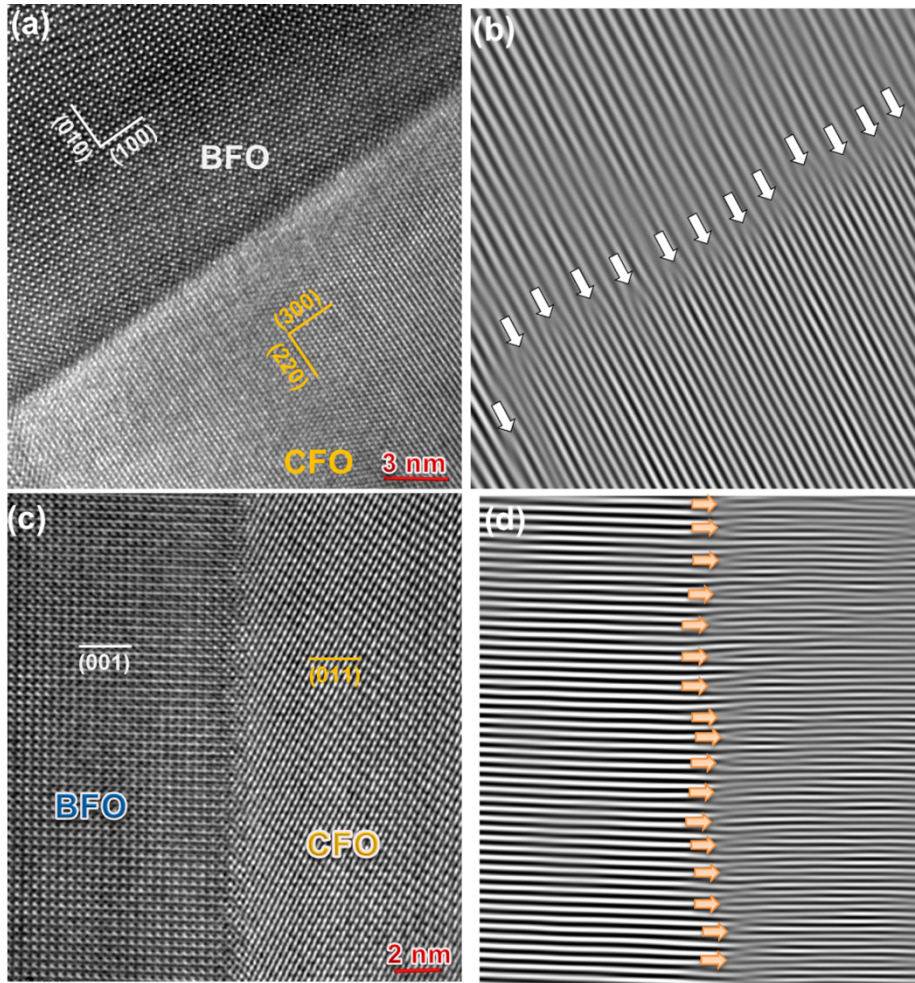 (a)
(010)
(100)
BFO
(300)
(220)
CFO
3 nm
(b)
(c)
(001)
(011)
BFO
CFO
2 nm
(d)